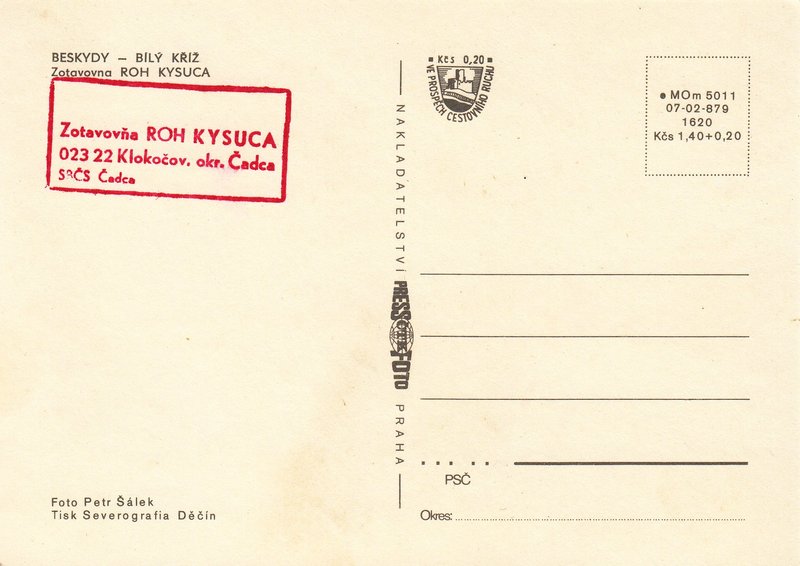 BESKYDY – BÍLÝ KŘÍŽ
Zotavovna ROH KYSUCA
Zotavovňa ROH KYSUCA
023 22 Klokočov, okr. Čadca
SBČS Čadca
Foto Petr Šálek
Tisk Severografia Děčín
NAKLADATELSTVÍ
PRESSFOTO
PRAHA
Kčs 0,20
VE PROSPĚCH CESTOVNÍHO RUCHU
MOm 5011
07-02-879
1620
Kčs 1,40+0,20
PSČ
Okres: